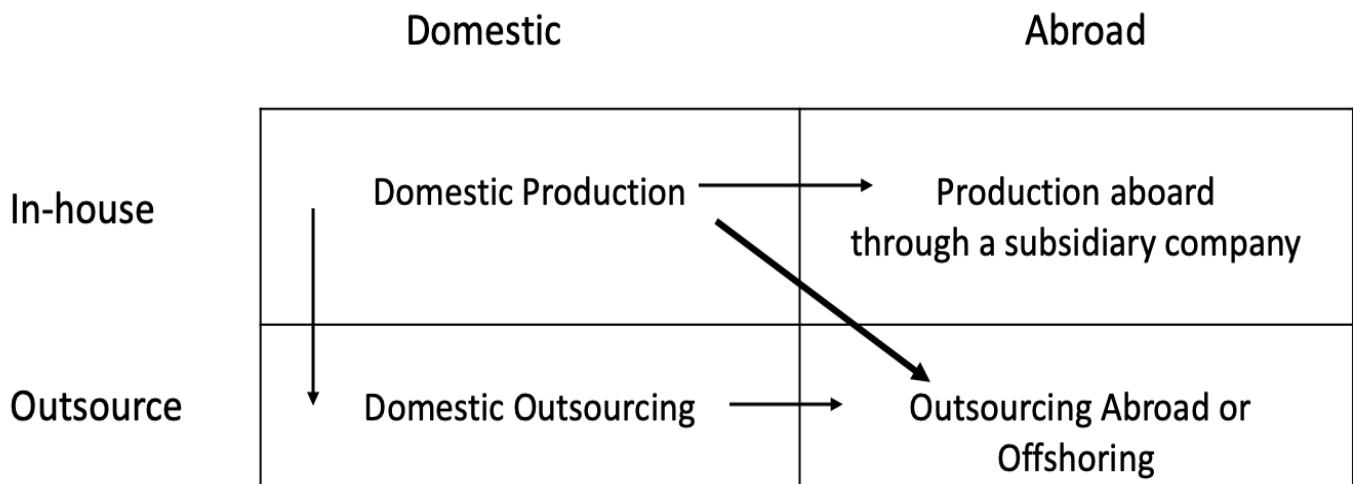 Domestic
Abroad
In-house
Domestic Production
Production aboard
through a subsidiary company
Outsource
Domestic Outsourcing
Outsourcing Abroad or
Offshoring